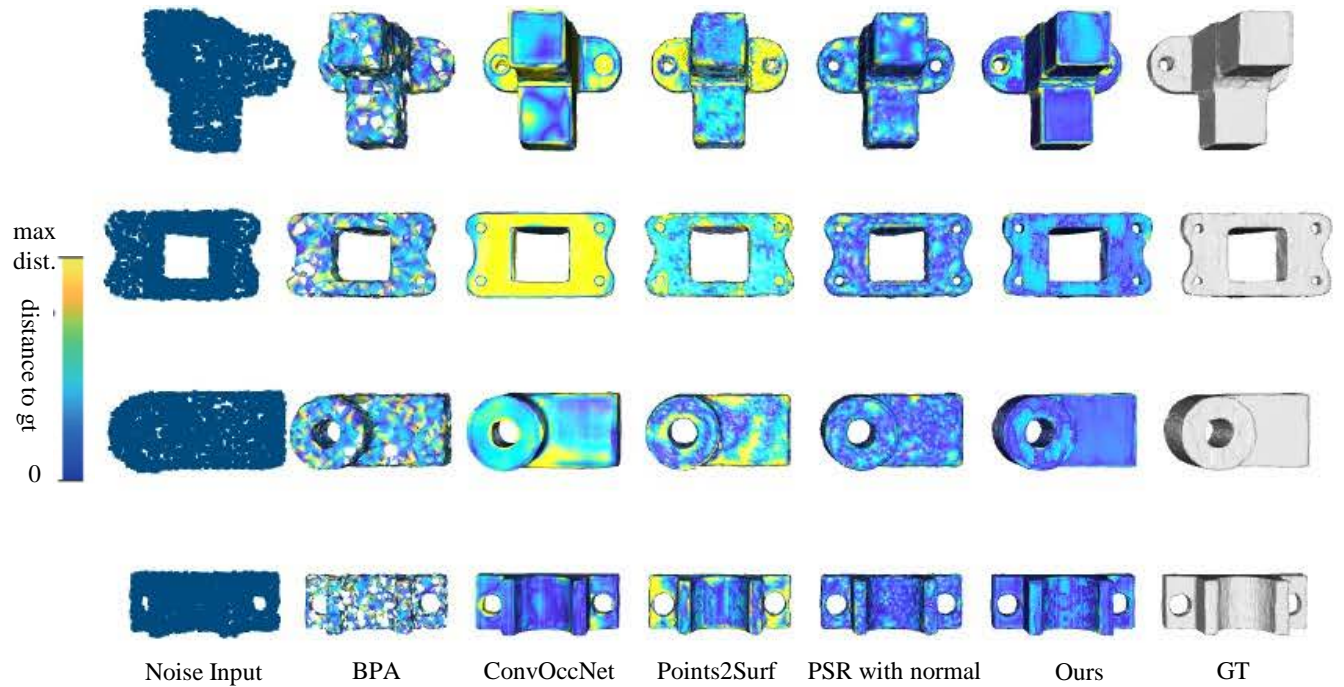 max
dist.
distance to gt
0
Noise Input BPA ConvOccNet Points2Surf PSR with normal Ours GT